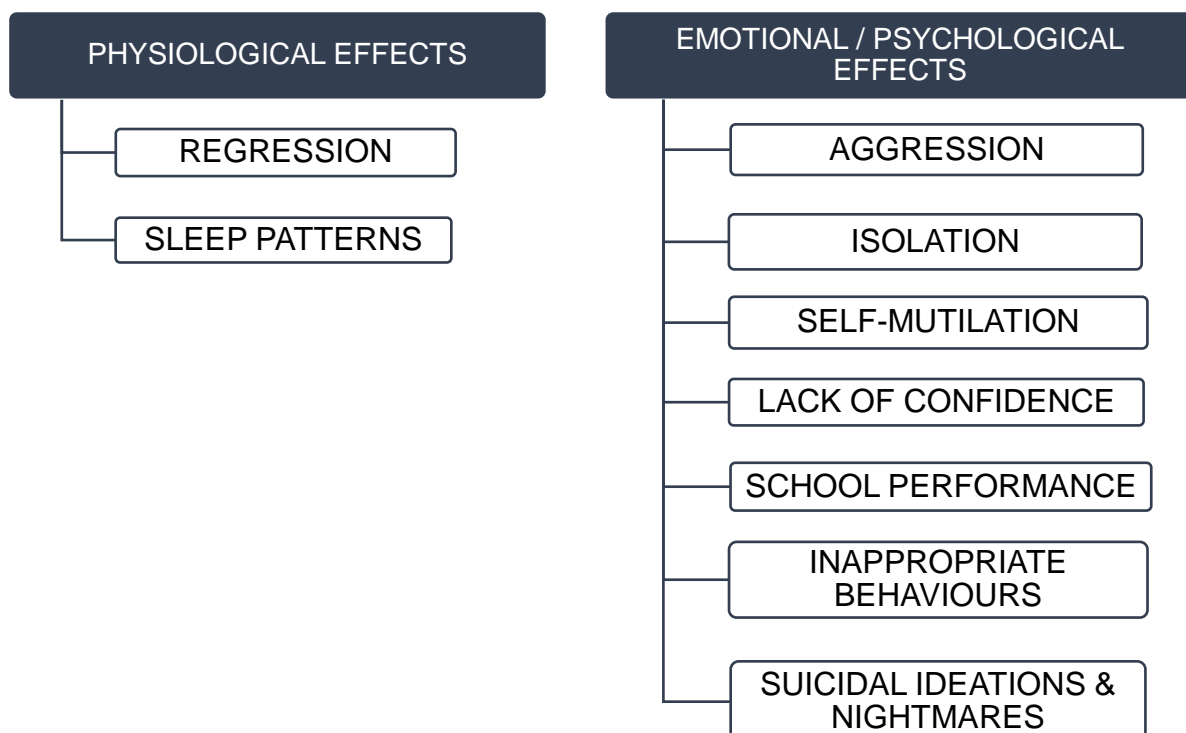 PHYSIOLOGICAL EFFECTS
REGRESSION
SLEEP PATTERNS
EMOTIONAL / PSYCHOLOGICAL
EFFECTS
AGGRESSION
ISOLATION
SELF-MUTILATION
LACK OF CONFIDENCE
SCHOOL PERFORMANCE
INAPPROPRIATE
BEHAVIOURS
SUICIDAL IDEATIONS &
NIGHTMARES